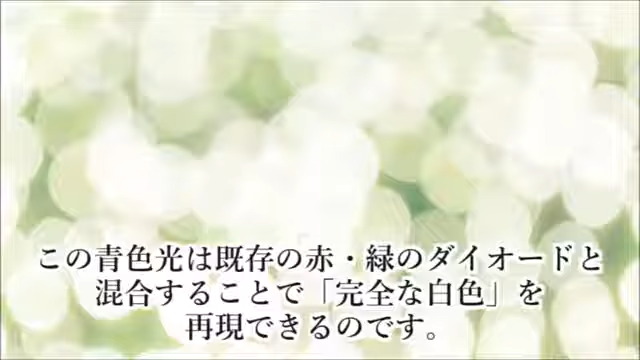 この青色光は既存の赤・緑のダイオードと
混合することで「完全な白色」を
再現できるのです。